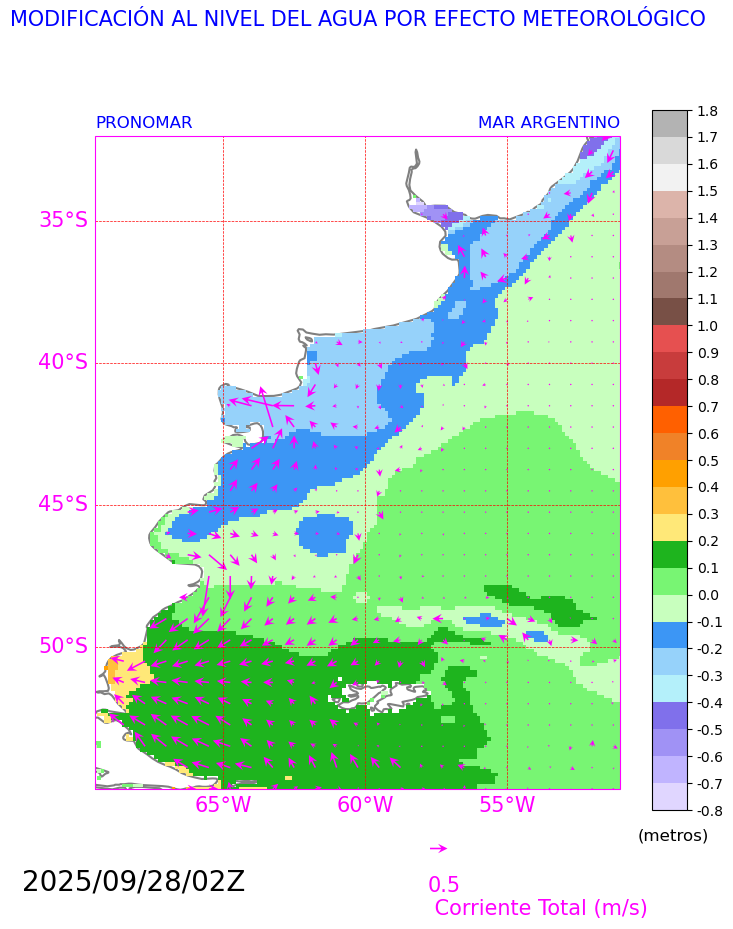 MODIFICACIÓN AL NIVEL DEL AGUA POR EFECTO METEOROLÓGICO
PRONOMAR MAR ARGENTINO
35°S
40°S
45°S
50°S
65°W 60°W 55°W
1.8
1.7
1.6
1.5
1.4
1.3
1.2
1.1
1.0
0.9
0.8
0.7
0.6
0.5
0.4
0.3
0.2
0.1
0.0
-0.1
-0.2
-0.3
-0.4
-0.5
-0.6
-0.7
-0.8
(metros)
2025/09/28/02Z
0.5
Corriente Total (m/s)